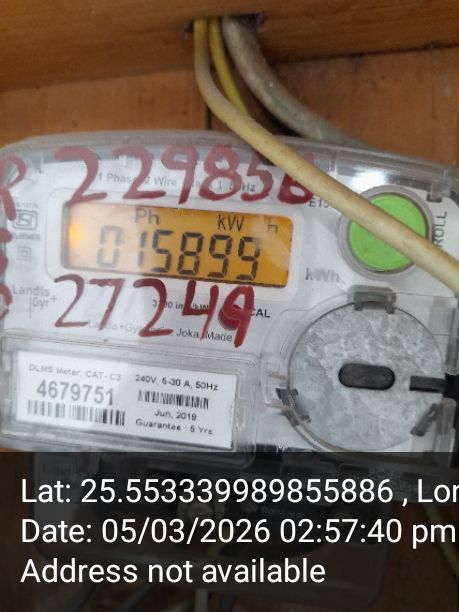 1 Phase 2 Wire
229856
Ph kW h
015899
kWh
Landis
Gyr+
27249
DLMS Meter, CAT- C3
4679751
240V, 5-30 A, 50Hz
Jun, 2019
Guarantee : 5 Yrs
Lat: 25.553339989855886 , Lon
Date: 05/03/2026 02:57:40 pm
Address not available